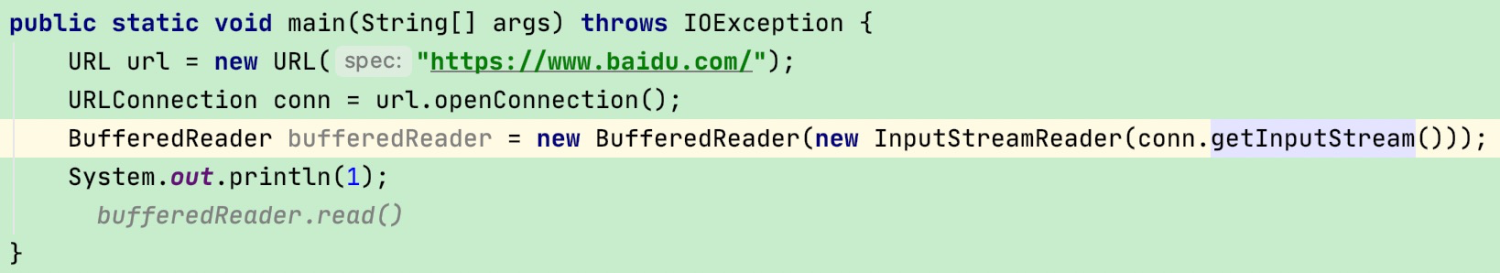 public static void main(String[] args) throws IOException {
URL url = new URL( spec: "https://www.baidu.com/");
URLConnection conn = url.openConnection();
BufferedReader bufferedReader = new BufferedReader(new InputStreamReader(conn.getInputStream()));
System.out.println(1);
bufferedReader.read()
}